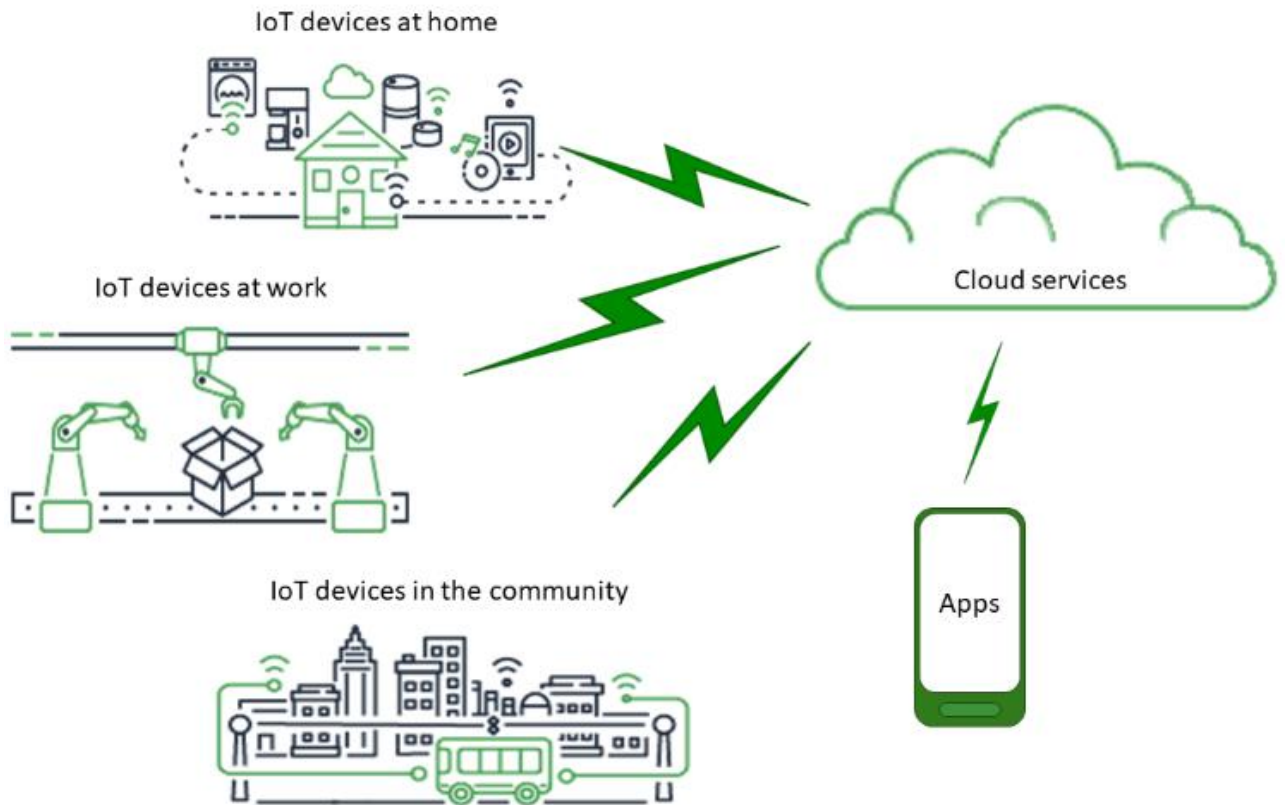 IoT devices at home
Cloud services
IoT devices at work
IoT devices in the community
Apps